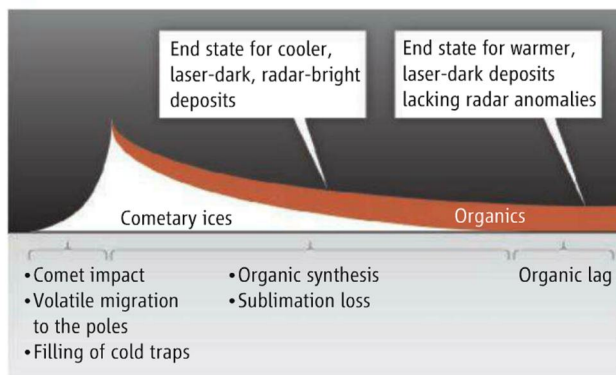 End state for cooler,
laser-dark, radar-bright
deposits
End state for warmer,
laser-dark deposits
lacking radar anomalies
Cometary ices
Organics
•Comet impact
•Volatile migration
to the poles
•Filling of cold traps
•Organic synthesis
•Sublimation loss
Organic lag